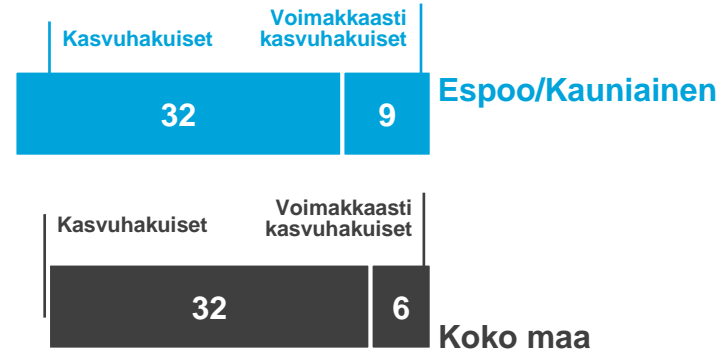 Kasvuhakuiset
Voimakkaasti
kasvuhakuiset
32
9
Espoo/Kauniainen
Kasvuhakuiset
Voimakkaasti
kasvuhakuiset
32
6
Koko maa